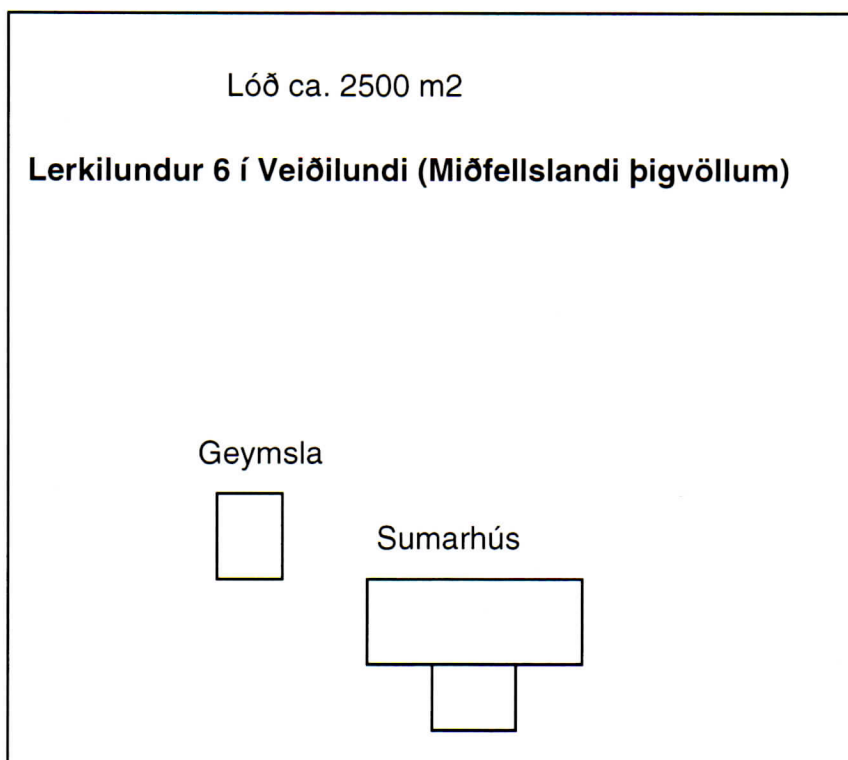 Lóð ca. 2500 m2
Lerkilundur 6 í Veiðilundi (Miðfellslandi þigvöllum)
Geymsla
Sumarhús